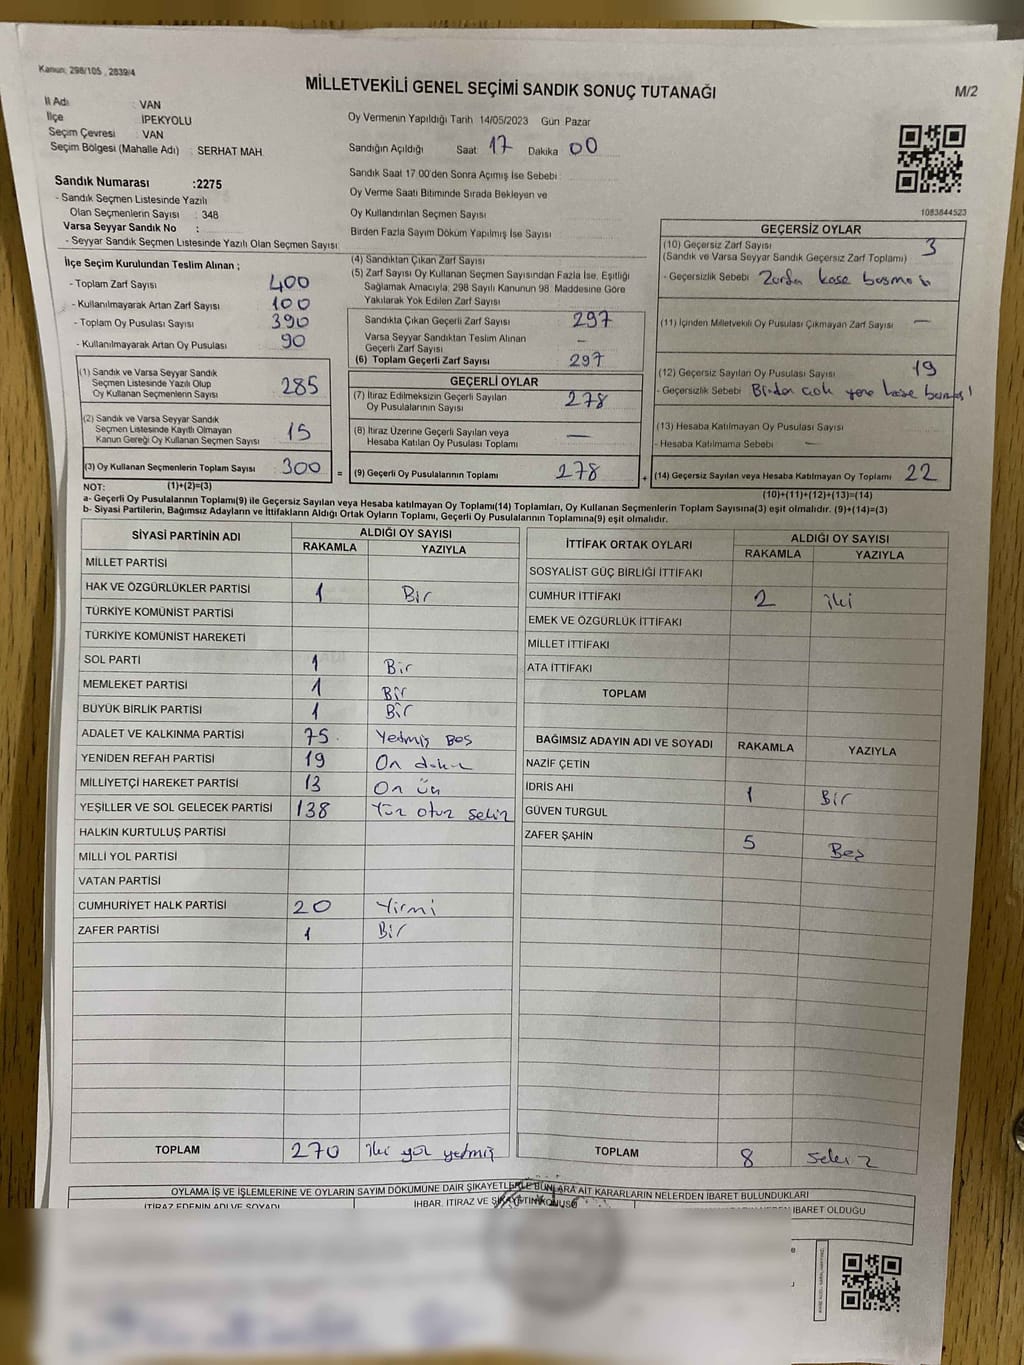 Kanun: 298/105 , 2839/4
MİLLETVEKİLİ GENEL SEÇİMİ SANDIK SONUÇ TUTANAĞI
M/2
İl Adı : VAN
İlçe İPEKYOLU
Seçim Çevresi : VAN
Seçim Bölgesi (Mahalle Adı) : SERHAT MAH.
Oy Vermenin Yapıldığı Tarih 14/05/2023 Gün Pazar
Sandığın Açıldığı Saat 17 Dakika 00
Sandık Saat 17.00'den Sonra Açımış İse Sebebi :
Oy Verme Saati Bitiminde Sırada Bekleyen ve
Oy Kullandırılan Seçmen Sayısı
Birden Fazla Sayım Döküm Yapılmış İse Sayısı
1083844523
Sandık Numarası :2275
- Sandık Seçmen Listesinde Yazılı
Olan Seçmenlerin Sayısı : 348
Varsa Seyyar Sandık No :
- Seyyar Sandık Seçmen Listesinde Yazılı Olan Seçmen Sayısı:
İlçe Seçim Kurulundan Teslim Alınan ;
- Toplam Zarf Sayısı 400
- Kullanılmayarak Artan Zarf Sayısı 100
- Toplam Oy Pusulası Sayısı 390
- Kullanılmayarak Artan Oy Pusulası 90
(1) Sandık ve Varsa Seyyar Sandık
Seçmen Listesinde Yazılı Olup
Oy Kullanan Seçmenlerin Sayısı 285
(2) Sandık ve Varsa Seyyar Sandık
Seçmen Listesinde Kayıtlı Olmayan
Kanun Gereği Oy Kullanan Seçmen Sayısı 15
(3) Oy Kullanan Seçmenlerin Toplam Sayısı 300 =
(4) Sandıktan Çıkan Zarf Sayısı
(5) Zarf Sayısı Oy Kullanan Seçmen Sayısından Fazla İse, Eşitliği
Sağlamak Amacıyla; 298 Sayılı Kanunun 98. Maddesine Göre
Yakılarak Yok Edilen Zarf Sayısı
Sandıkta Çıkan Geçerli Zarf Sayısı 297
Varsa Seyyar Sandıktan Teslim Alınan
Geçerli Zarf Sayısı –
(6) Toplam Geçerli Zarf Sayısı 297
GEÇERLİ OYLAR
(7) İtiraz Edilmeksizin Geçerli Sayılan
Oy Pusulalarının Sayısı 278
(8) İtiraz Üzerine Geçerli Sayılan veya
Hesaba Katılan Oy Pusulası Toplamı —
(9) Geçerli Oy Pusulalarının Toplamı 278 +
GEÇERSİZ OYLAR
(10) Geçersiz Zarf Sayısı 3
(Sandık ve Varsa Seyyar Sandık Geçersiz Zarf Toplamı)
- Geçersizlik Sebebi
(11) İçinden Milletvekili Oy Pusulası Çıkmayan Zarf Sayısı —
(12) Geçersiz Sayılan Oy Pusulası Sayısı 19
- Geçersizlik Sebebi
(13) Hesaba Katılmayan Oy Pusulası Sayısı
- Hesaba Katılmama Sebebi –
(14) Geçersiz Sayılan veya Hesaba Katılmayan Oy Toplamı 22
NOT: (1)+(2)=(3)
(10)+(11)+(12)+(13)=(14)
a- Geçerli Oy Pusulalarının Toplamı(9) ile Geçersiz Sayılan veya Hesaba katılmayan Oy Toplamı(14) Toplamları, Oy Kullanan Seçmenlerin Toplam Sayısına(3) eşit olmalıdır. (9)+(14)=(3)
b- Siyasi Partilerin, Bağımsız Adayların ve İttifakların Aldığı Ortak Oyların Toplamı, Geçerli Oy Pusulalarının Toplamına(9) eşit olmalıdır.
SİYASİ PARTİNİN ADI ALDIĞI OY SAYISI
RAKAMLA YAZIYLA
MİLLET PARTİSİ
HAK VE ÖZGÜRLÜKLER PARTİSİ 1 Bir
TÜRKİYE KOMÜNİST PARTİSİ
TÜRKİYE KOMÜNİST HAREKETİ
SOL PARTİ 1 Bir
MEMLEKET PARTİSİ 1 Bir
BÜYÜK BİRLİK PARTİSİ 1 Bir
ADALET VE KALKINMA PARTİSİ 75 Yedmiş Beş
YENİDEN REFAH PARTİSİ 19 On dokuz
MİLLİYETÇİ HAREKET PARTİSİ 13 On üç
YEŞİLLER VE SOL GELECEK PARTİSİ 138 Yüz otuz sekiz
HALKIN KURTULUŞ PARTİSİ
MİLLİ YOL PARTİSİ
VATAN PARTİSİ
CUMHURİYET HALK PARTİSİ 20 Yirmi
ZAFER PARTİSİ 1 Bir
TOPLAM 270 iki yüz yetmiş
İTTİFAK ORTAK OYLARI ALDIĞI OY SAYISI
RAKAMLA YAZIYLA
SOSYALİST GÜÇ BİRLİĞİ İTTİFAKI
CUMHUR İTTİFAKI 2 iki
EMEK VE ÖZGÜRLÜK İTTİFAKI
MİLLET İTTİFAKI
ATA İTTİFAKI
TOPLAM
BAĞIMSIZ ADAYIN ADI VE SOYADI RAKAMLA YAZIYLA
NAZİF ÇETİN
İDRİS AHI 1 Bir
GÜVEN TURGUL
ZAFER ŞAHİN 5 Beş
TOPLAM 8 sekiz
OYLAMA İŞ VE İŞLEMLERİNE VE OYLARIN SAYIM DÖKÜMÜNE DAİR ŞİKAYETLERLE BUNLARA AİT KARARLARIN NELERDEN İBARET BULUNDUKLARI
İTİRAZ EDENİN ADI VE SOYADI İHBAR, İTİRAZ VE ŞİKAYETİN KONUSU İBARET OLDUĞU